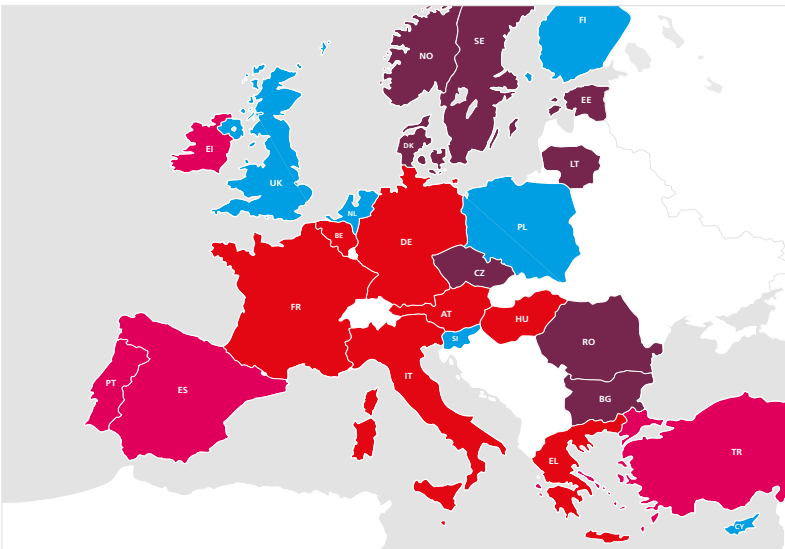 FI
SE
NO
EE
DK
EI
LT
UK
NL
PL
BE
DE
CZ
FR
AT
HU
SI
RO
IT
PT
ES
BG
TR
EL
CY